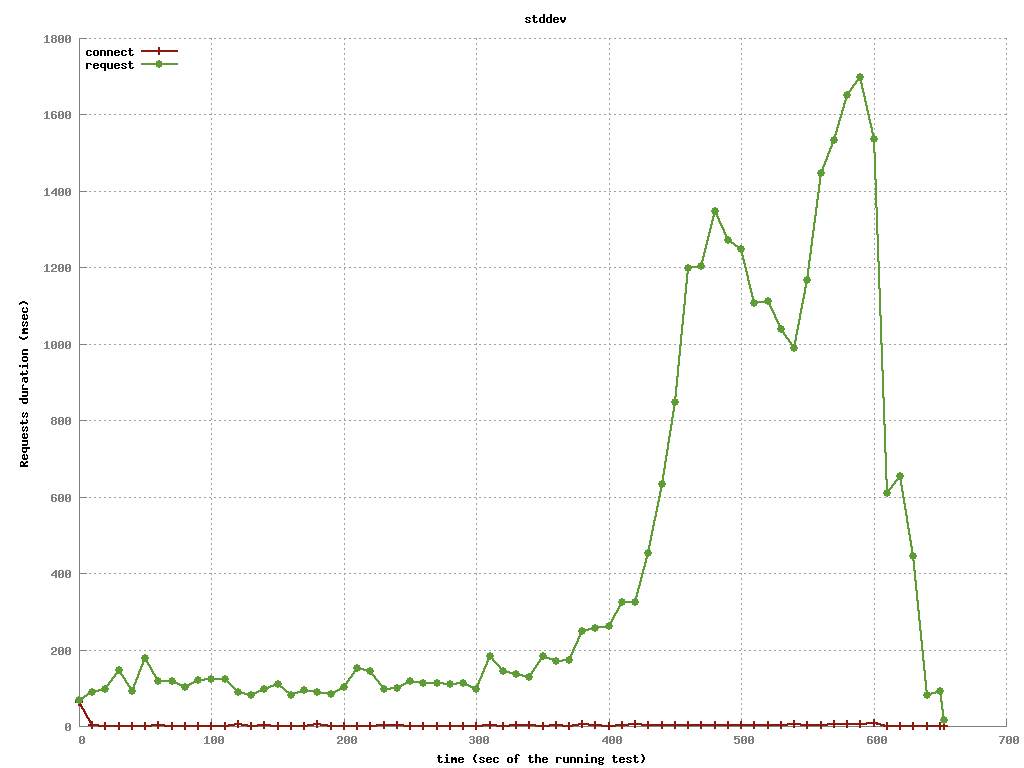 stddev
connect
request
1800
1600
1400
1200
1000
800
600
400
200
0
Requests duration (msec)
0 100 200 300 400 500 600 700
time (sec of the running test)